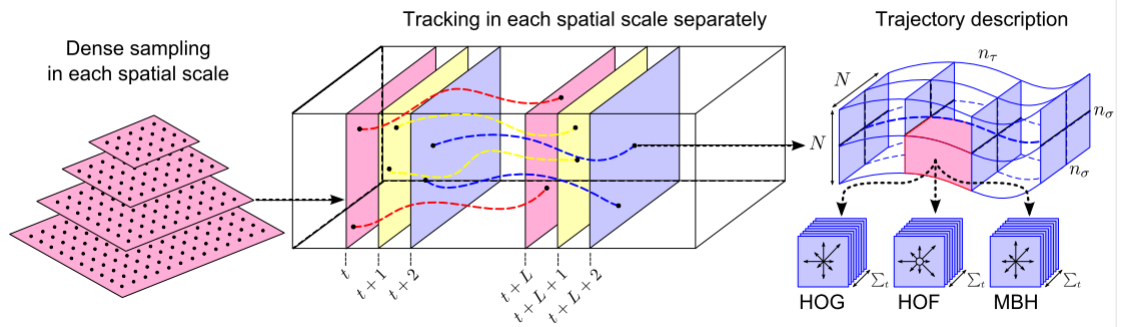 Dense sampling
in each spatial scale
Tracking in each spatial scale separately
t
t + 1
t + 2
t + L
t + L + 1
t + L + 2
Trajectory description
N
N
n_τ
n_σ
n_σ
Σ_t
Σ_t
Σ_t
HOG
HOF
MBH